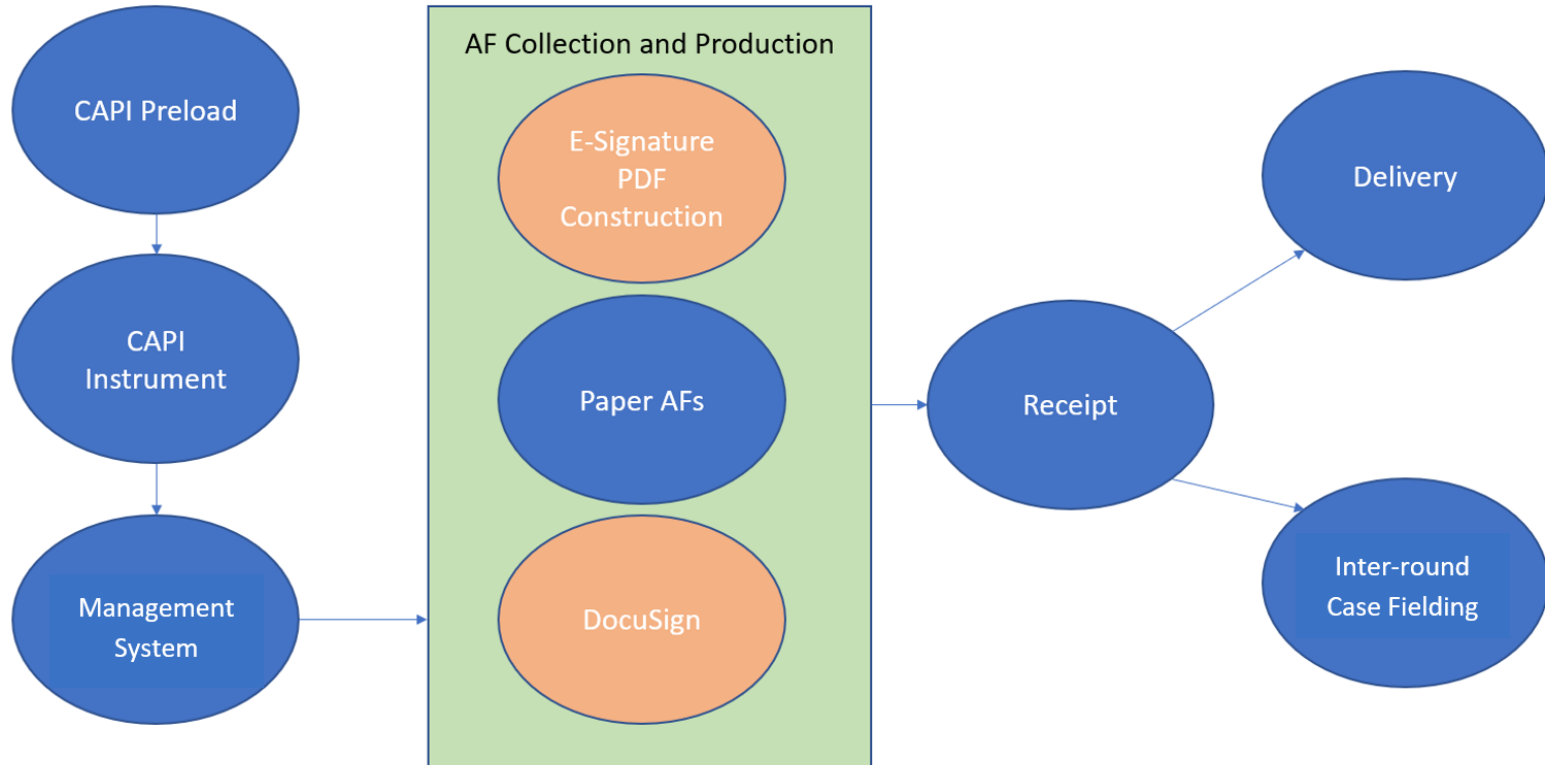 CAPI Preload
CAPI
Instrument
Management
System
AF Collection and Production
E-Signature
PDF
Construction
Paper AFs
DocuSign
Receipt
Delivery
Inter-round
Case Fielding